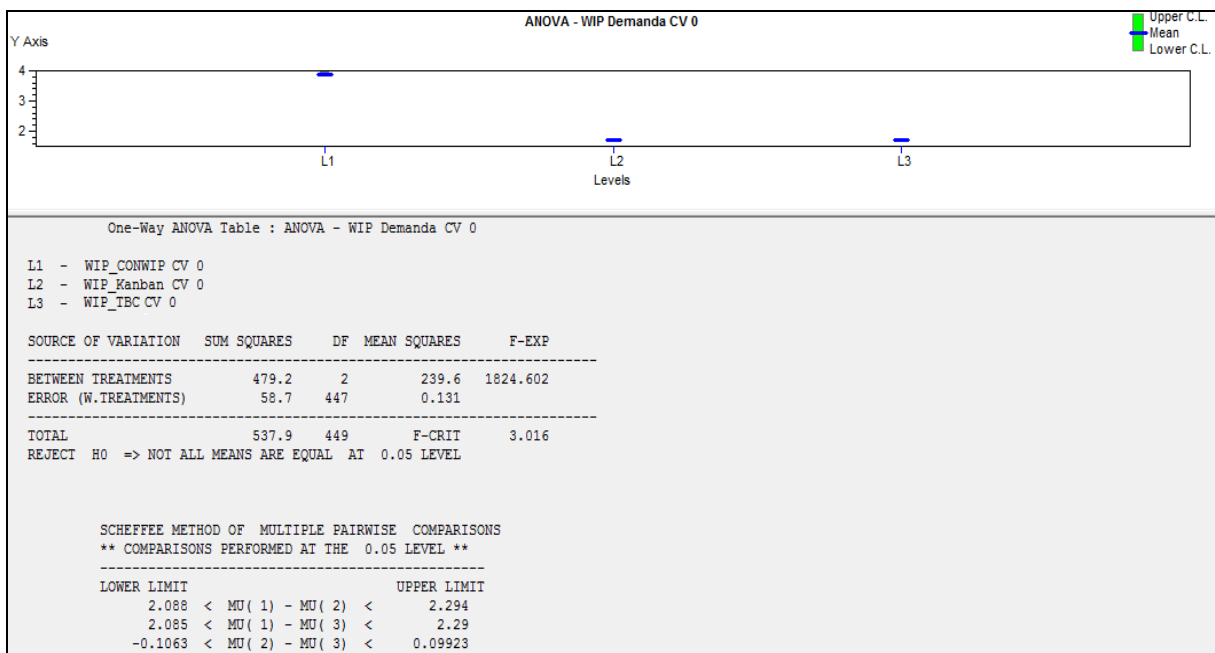 ANOVA - WIP Demanda CV 0
Upper C.L.
Mean
Lower C.L.
Y Axis
4
3
2
L1 L2 L3
Levels
One-Way ANOVA Table : ANOVA - WIP Demanda CV 0
L1 - WIP_CONWIP CV 0
L2 - WIP_Kanban CV 0
L3 - WIP_TBC CV 0
SOURCE OF VARIATION SUM SQUARES DF MEAN SQUARES F-EXP
BETWEEN TREATMENTS 479.2 2 239.6 1824.602
ERROR (W.TREATMENTS) 58.7 447 0.131
TOTAL 537.9 449 F-CRIT 3.016
REJECT H0 => NOT ALL MEANS ARE EQUAL AT 0.05 LEVEL
SCHEFFEE METHOD OF MULTIPLE PAIRWISE COMPARISONS
** COMPARISONS PERFORMED AT THE 0.05 LEVEL **
LOWER LIMIT UPPER LIMIT
2.088 < MU( 1) - MU( 2) < 2.294
2.085 < MU( 1) - MU( 3) < 2.29
-0.1063 < MU( 2) - MU( 3) < 0.09923